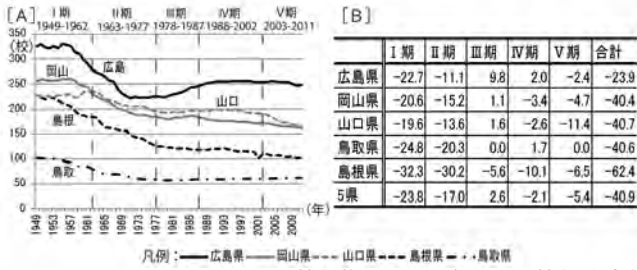 [A]
I期 II期 III期 IV期 V期
1949-1962 1963-1977 1978-1987 1988-2002 2003-2011
(校)
350
300
250
200
150
100
50
0
広島
岡山
山口
島根
鳥取
1949
1953
1957
1961
1965
1969
1973
1977
1981
1985
1989
1993
1997
2001
2005
2009
(年)
[B]
I期 II期 III期 IV期 V期 合計
広島県 -22.7 -11.1 9.8 2.0 -2.4 -23.9
岡山県 -20.6 -15.2 1.1 -3.4 -4.7 -40.4
山口県 -19.6 -13.6 1.6 -2.6 -11.4 -40.7
鳥取県 -24.8 -20.3 0.0 1.7 0.0 -40.6
島根県 -32.3 -30.2 -5.6 -10.1 -6.5 -62.4
5県 -23.8 -17.0 2.6 -2.1 -5.4 -40.9
凡例: 広島県 岡山県 山口県 島根県 鳥取県